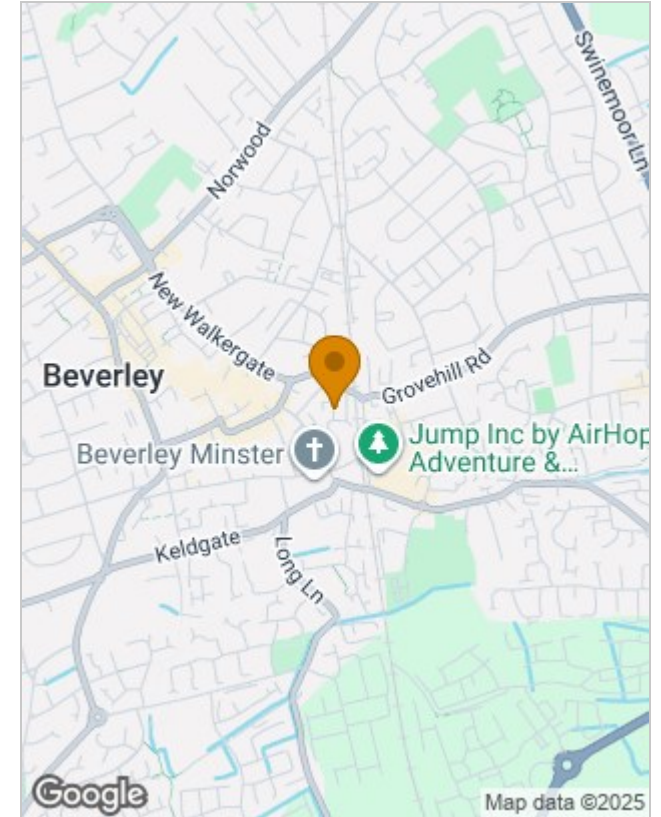 Swinemoor Ln
Norwood
New Walkergate
Beverley
Grovehill Rd
Beverley Minster
Jump Inc by AirHop
Adventure &...
Keldgate
Long Ln
Google
Map data ©2025